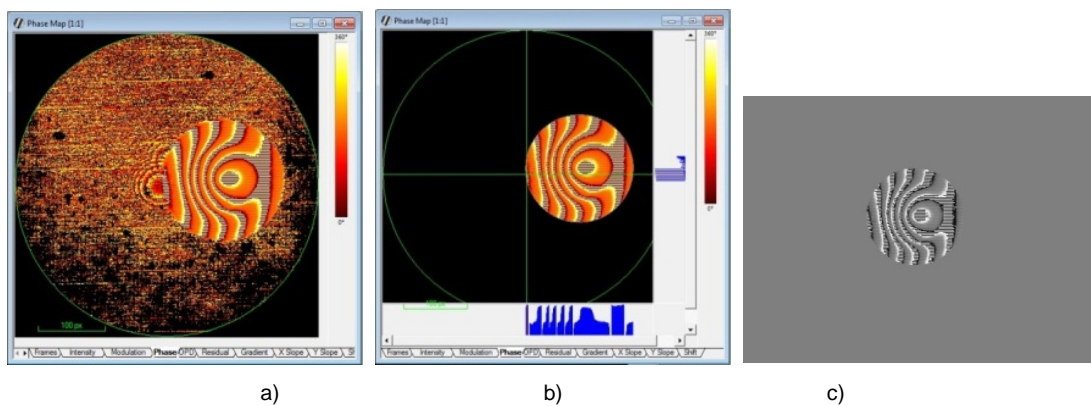 Phase Map [1:1]
360°
0°
100 px
Frames Intensity Modulation Phase OPD Residual Gradient X Slope Y Slope
Phase Map [1:1]
360°
0°
Frames Intensity Modulation Phase OPD Residual Gradient X Slope Y Slope Shift
a) b) c)